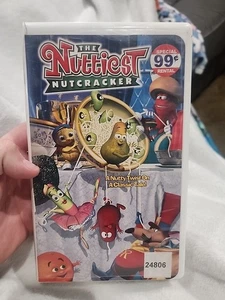 THE
NUTTIEST
NUTCRACKER
SPECIAL
99¢
RENTAL
A Nutty Twist On
A Classic Tale!
24806